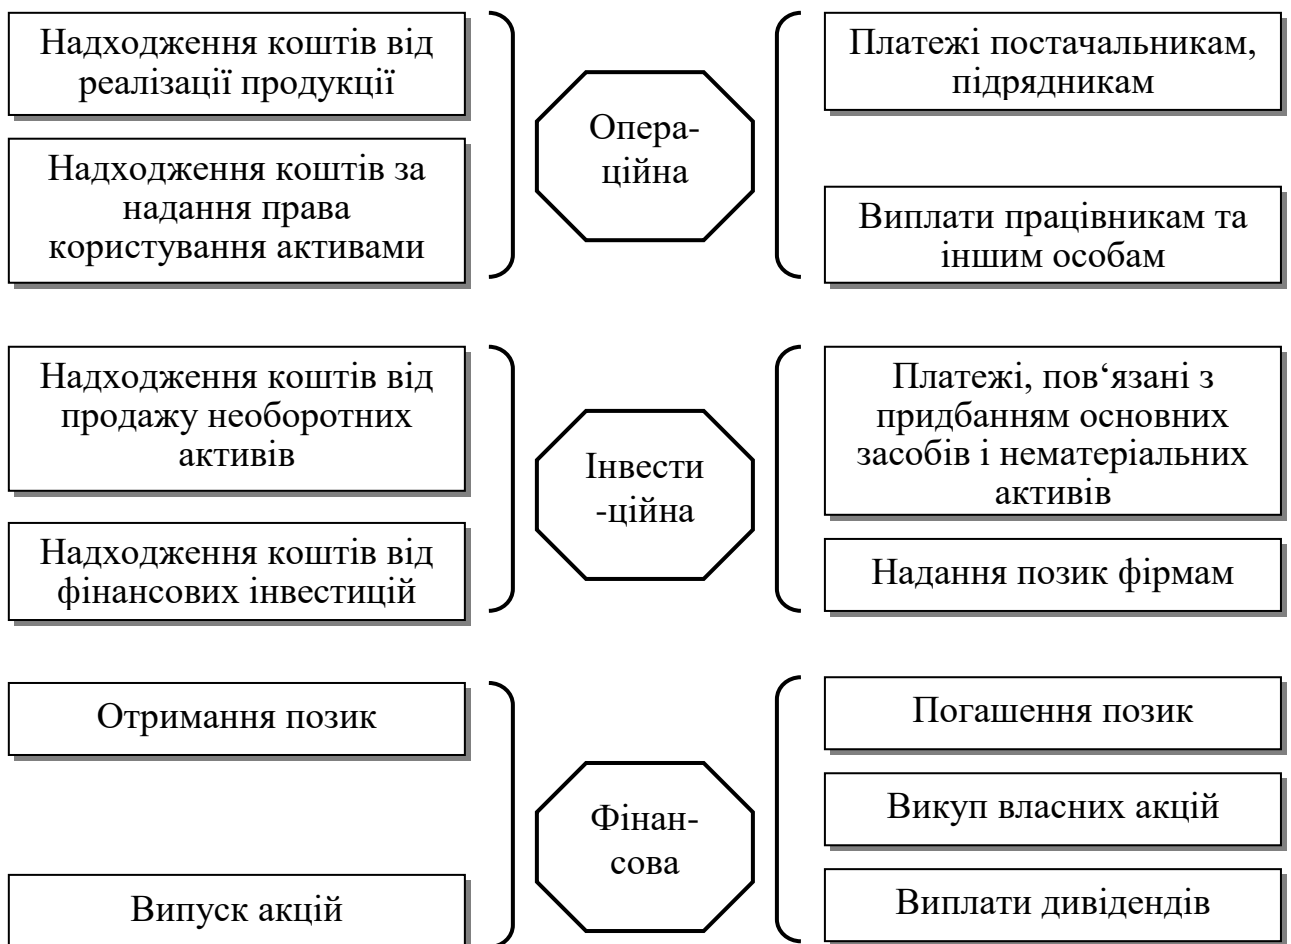 Надходження коштів від
реалізації продукції
Надходження коштів за
надання права
користування активами
Опера-
ційна
Платежі постачальникам,
підрядникам
Виплати працівникам та
іншим особам
Надходження коштів від
продажу необоротних
активів
Надходження коштів від
фінансових інвестицій
Інвести
-ційна
Платежі, пов‘язані з
придбанням основних
засобів і нематеріальних
активів
Надання позик фірмам
Отримання позик
Випуск акцій
Фінан-
сова
Погашення позик
Викуп власних акцій
Виплати дивідендів